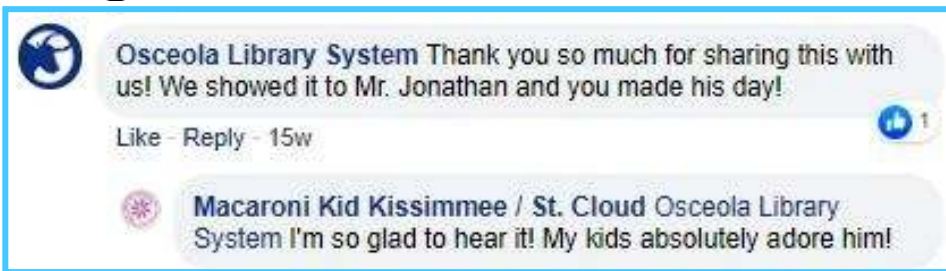 Osceola Library System Thank you so much for sharing this with
us! We showed it to Mr. Jonathan and you made his day!
1
Like - Reply - 15w
Macaroni Kid Kissimmee / St. Cloud Osceola Library
System I'm so glad to hear it! My kids absolutely adore him!